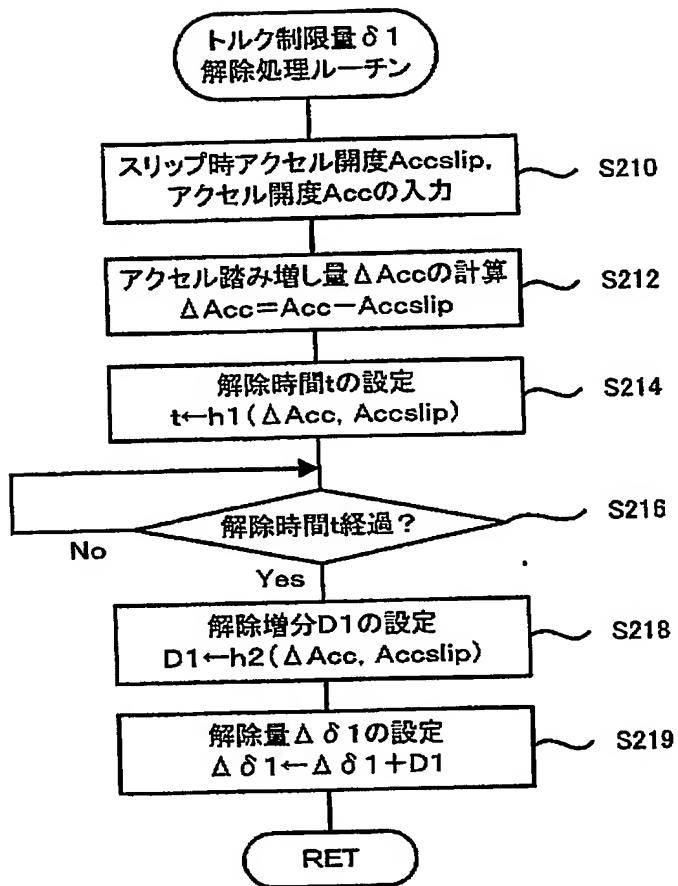 トルク制限量δ1
解除処理ルーチン
スリップ時アクセル開度Accslip,
アクセル開度Accの入力
S210
アクセル踏み増し量ΔAccの計算
ΔAcc=Acc-Accslip
S212
解除時間tの設定
t←h1(ΔAcc, Accslip)
S214
解除時間t経過?
S216
No
Yes
解除増分D1の設定
D1←h2(ΔAcc, Accslip)
S218
解除量Δδ1の設定
Δδ1←Δδ1+D1
S219
RET